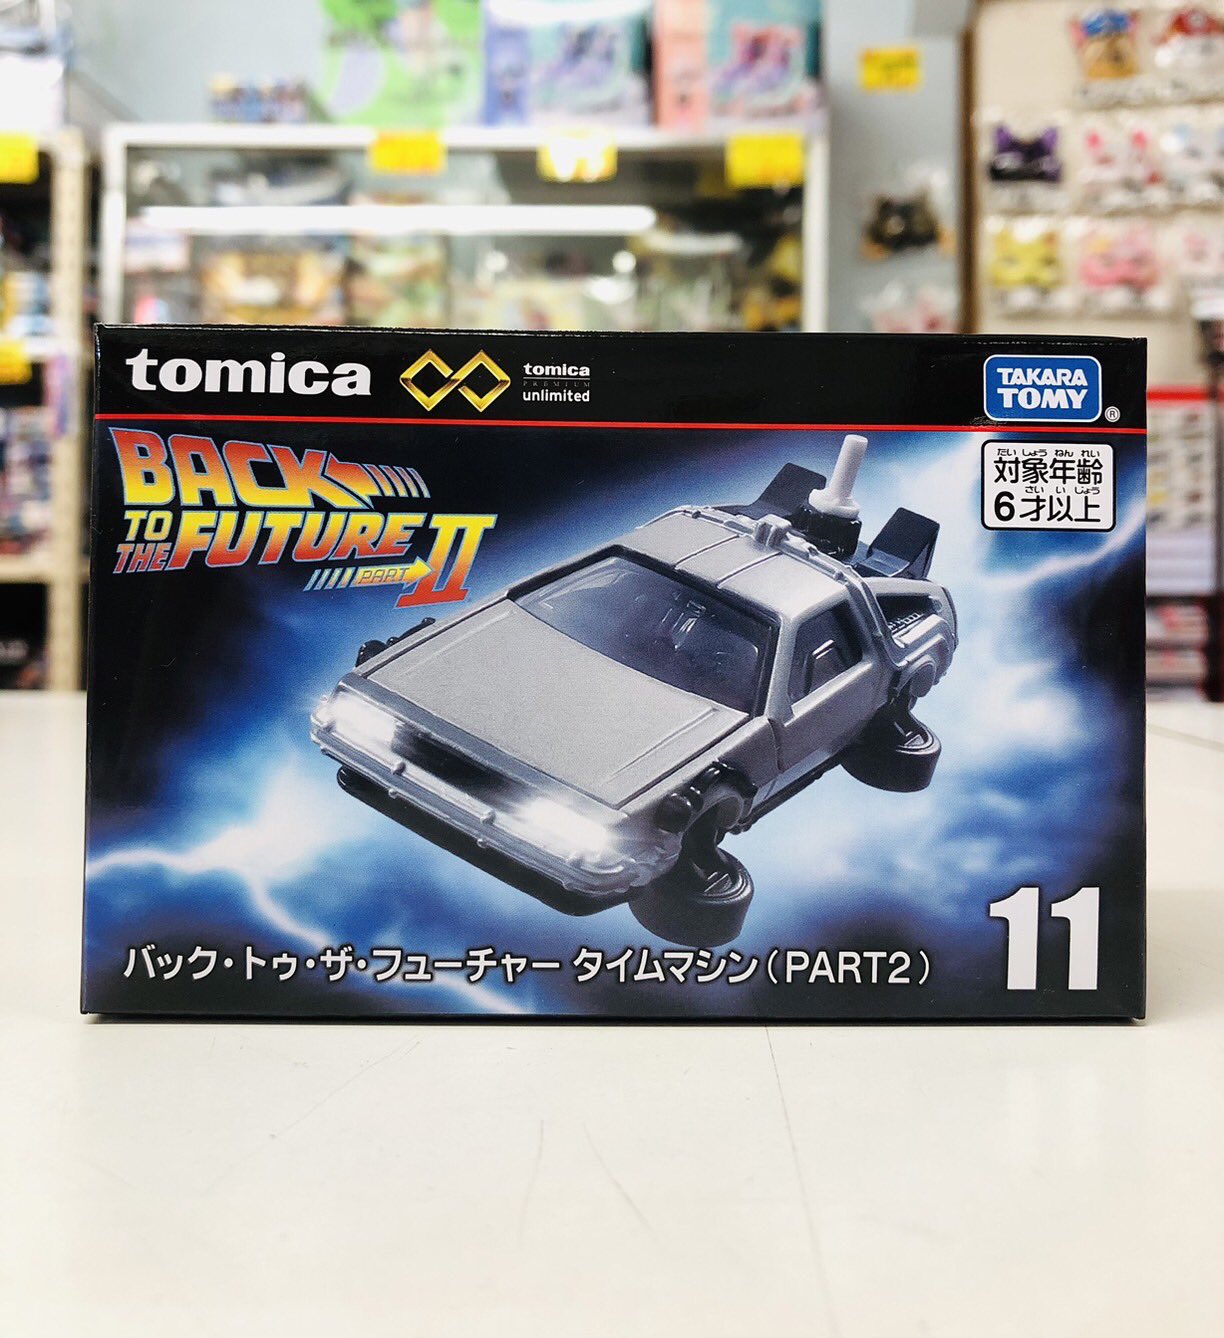 tomica
tomica
PREMIUM
unlimited
TAKARA
TOMY
®
BACK
TO THE FUTURE
PART II
たいしょうねんれい
対象年齢
さいいじょう
6才以上
11
バック・トゥ・ザ・フューチャー タイムマシン(PART2)